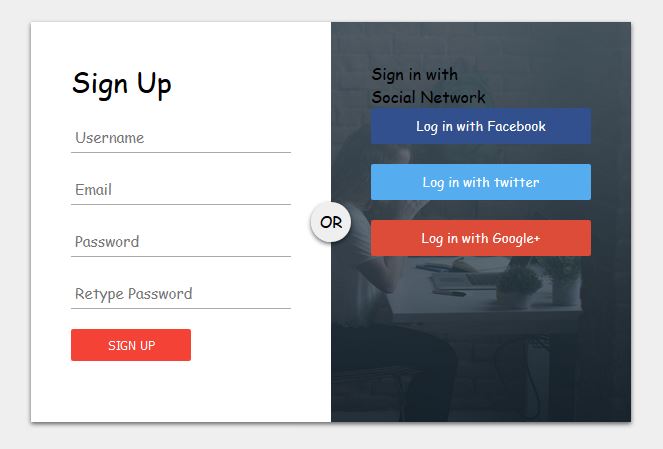 Sign Up
Username
Email
Password
Retype Password
SIGN UP
OR
Sign in with
Social Network
Log in with Facebook
Log in with twitter
Log in with Google+